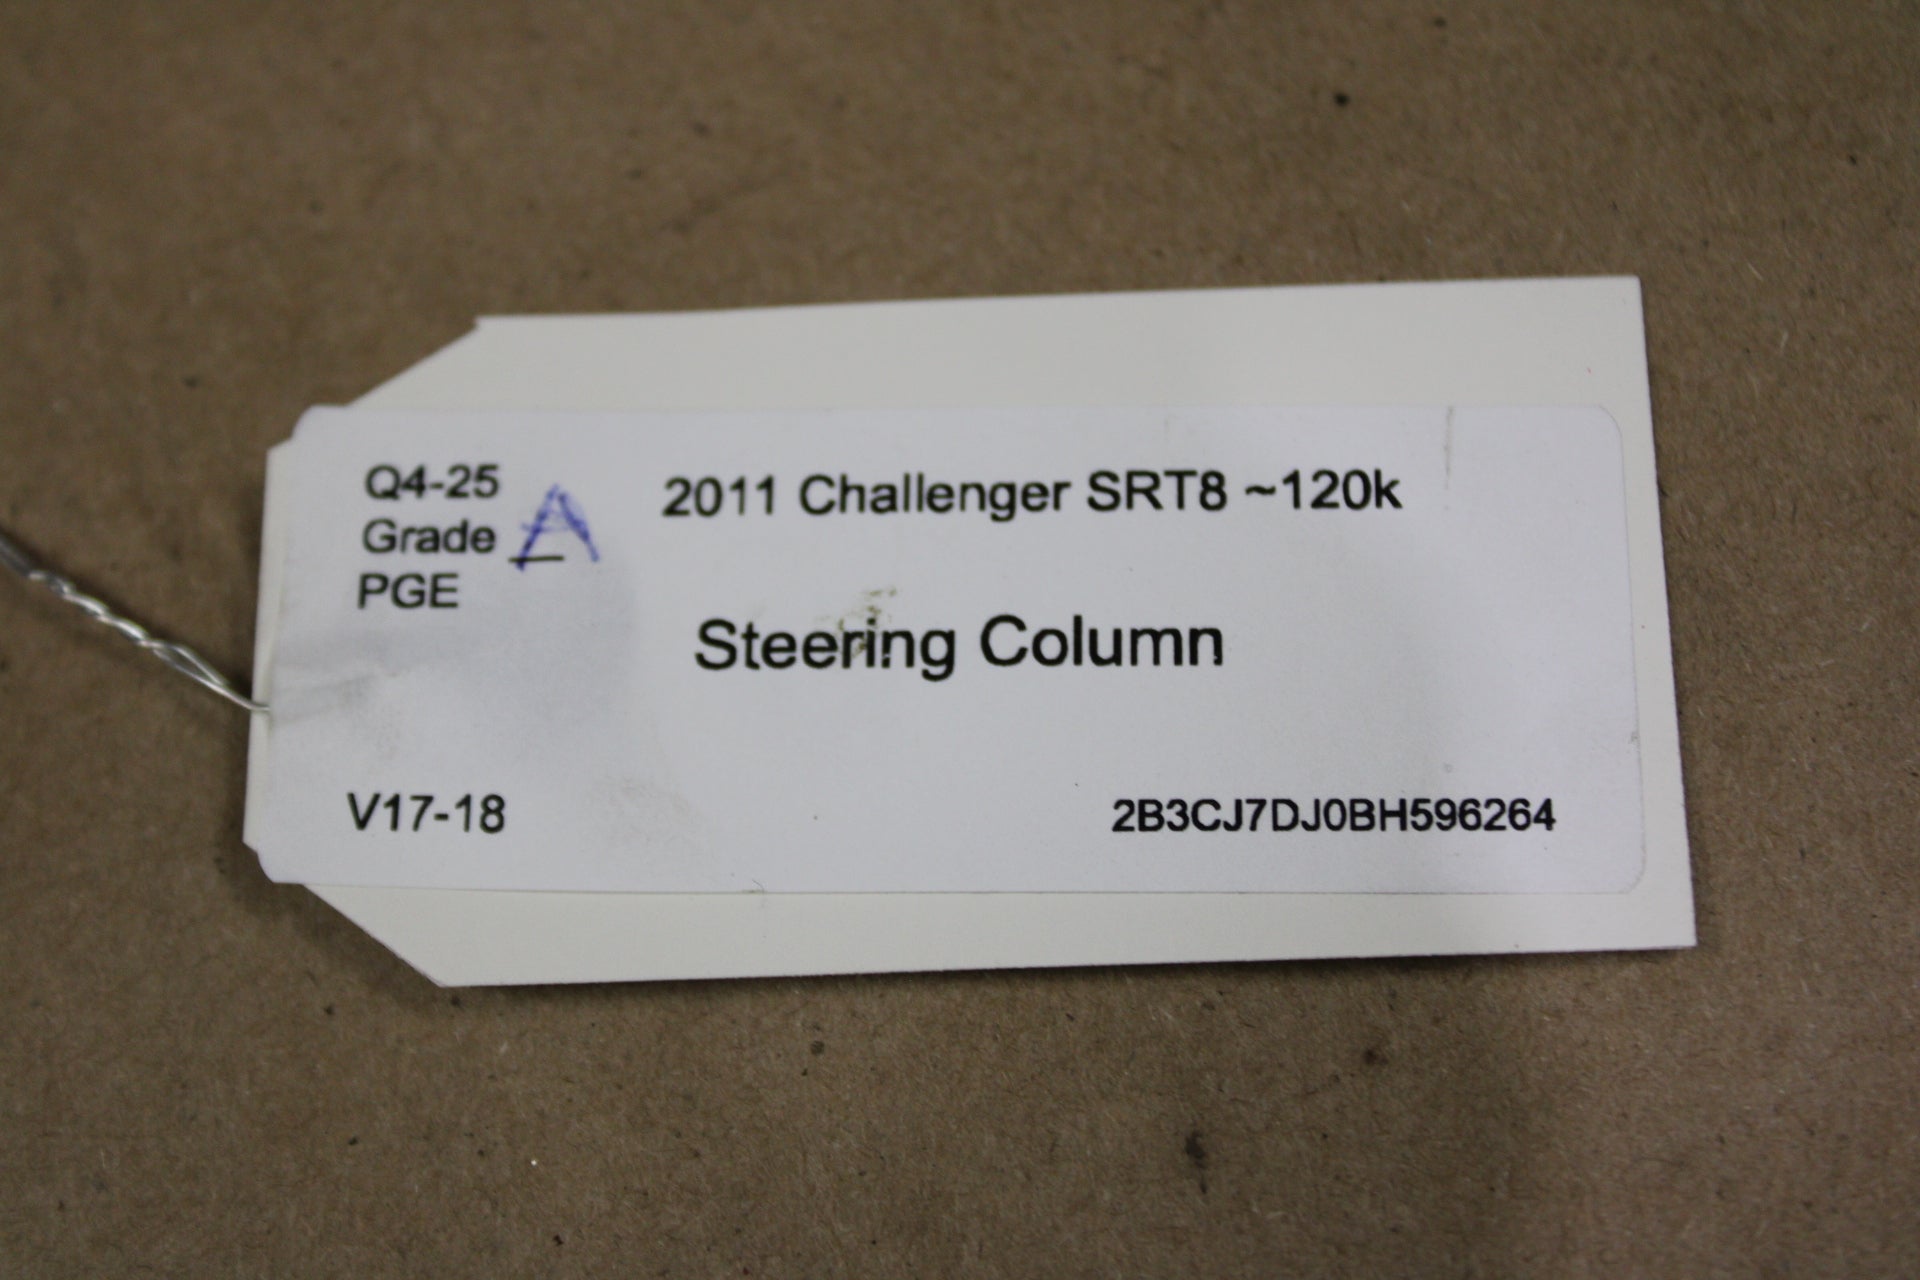 Q4-25
Grade A
PGE
2011 Challenger SRT8 ~120k
Steering Column
V17-18
2B3CJ7DJ0BH596264